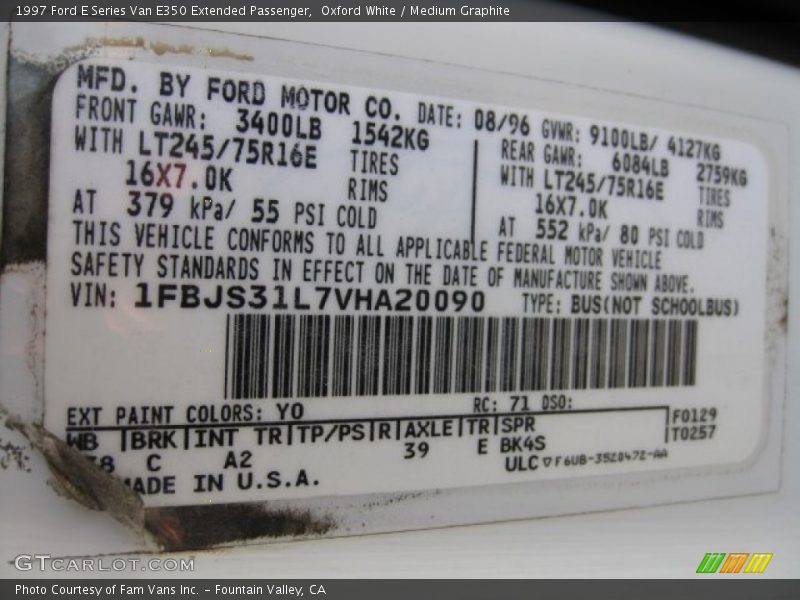 1997 Ford E Series Van E350 Extended Passenger,  Oxford White / Medium Graphite
MFD. BY FORD MOTOR CO. DATE: 08/96 GVWR: 9100LB/ 4127KG
FRONT GAWR: 3400LB 1542KG
WITH LT245/75R16E TIRES
16X7.0K RIMS
AT 379 kPa/ 55 PSI COLD
REAR GAWR: 6084LB 2759KG
WITH LT245/75R16E TIRES
16X7.0K RIMS
AT 552 kPa/ 80 PSI COLD
THIS VEHICLE CONFORMS TO ALL APPLICABLE FEDERAL MOTOR VEHICLE
SAFETY STANDARDS IN EFFECT ON THE DATE OF MANUFACTURE SHOWN ABOVE.
VIN: 1FBJS31L7VHA20090 TYPE: BUS(NOT SCHOOLBUS)
EXT PAINT COLORS: YO RC: 71 DSO:
WB |BRK|INT TR|TP/PS|R|AXLE|TR|SPR F0129
T0257
C A2 39 E BK4S
MADE IN U.S.A. ULC ▽F6UB-3520472-AA
GTCARLOT.COM
Photo Courtesy of Fam Vans Inc. – Fountain Valley, CA